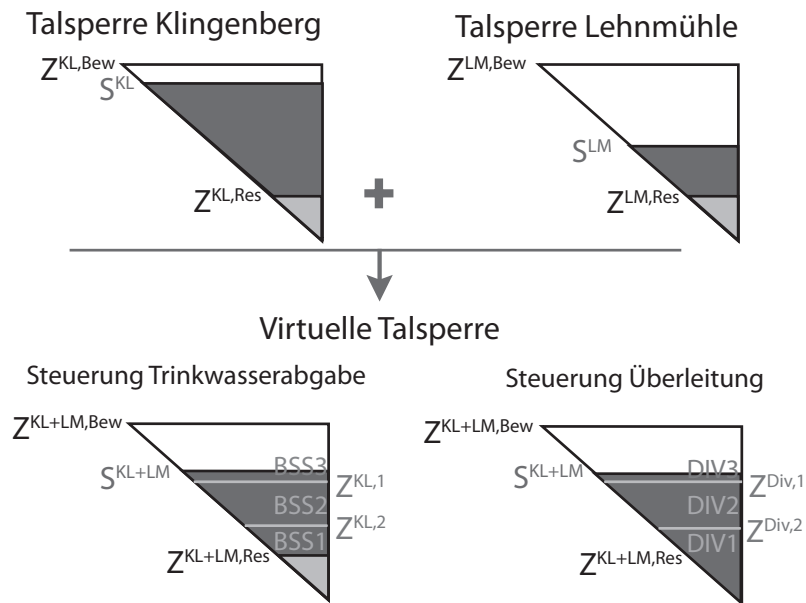 Talsperre Klingenberg
Talsperre Lehnmühle
Z^KL,Bew
S^KL
Z^KL,Res
+
Z^LM,Bew
S^LM
Z^LM,Res
Virtuelle Talsperre
Steuerung Trinkwasserabgabe
Steuerung Überleitung
Z^KL+LM,Bew
S^KL+LM
BSS3
Z^KL,1
BSS2
Z^KL,2
BSS1
Z^KL+LM,Res
Z^KL+LM,Bew
S^KL+LM
DIV3
Z^Div,1
DIV2
Z^Div,2
DIV1
Z^KL+LM,Res